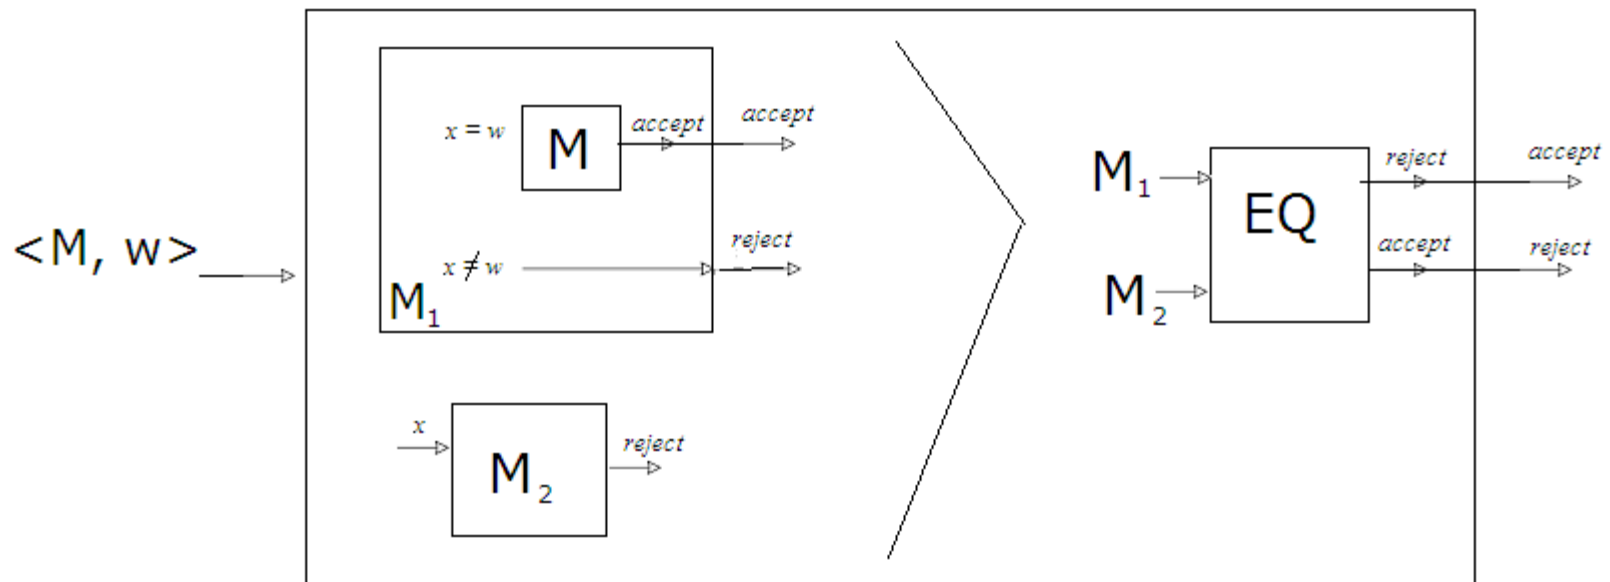 <M, w>
x = w
M
accept
accept
x ≠ w
reject
M₁
x
M₂
reject
M₁
M₂
EQ
reject
accept
accept
reject